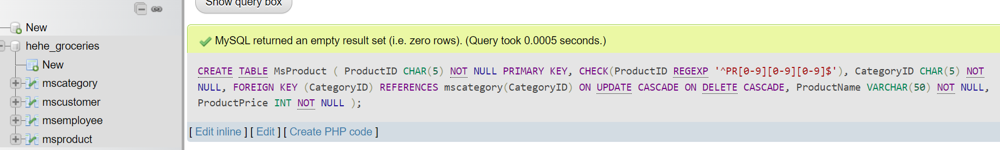 Show query box
New
hehe_groceries
New
mscategory
mscustomer
msemployee
msproduct
MySQL returned an empty result set (i.e. zero rows). (Query took 0.0005 seconds.)
CREATE TABLE MsProduct ( ProductID CHAR(5) NOT NULL PRIMARY KEY, CHECK(ProductID REGEXP '^PR[0-9][0-9][0-9]$'), CategoryID CHAR(5) NOT
NULL, FOREIGN KEY (CategoryID) REFERENCES mscategory(CategoryID) ON UPDATE CASCADE ON DELETE CASCADE, ProductName VARCHAR(50) NOT NULL,
ProductPrice INT NOT NULL );
[ Edit inline ] [ Edit ] [ Create PHP code ]